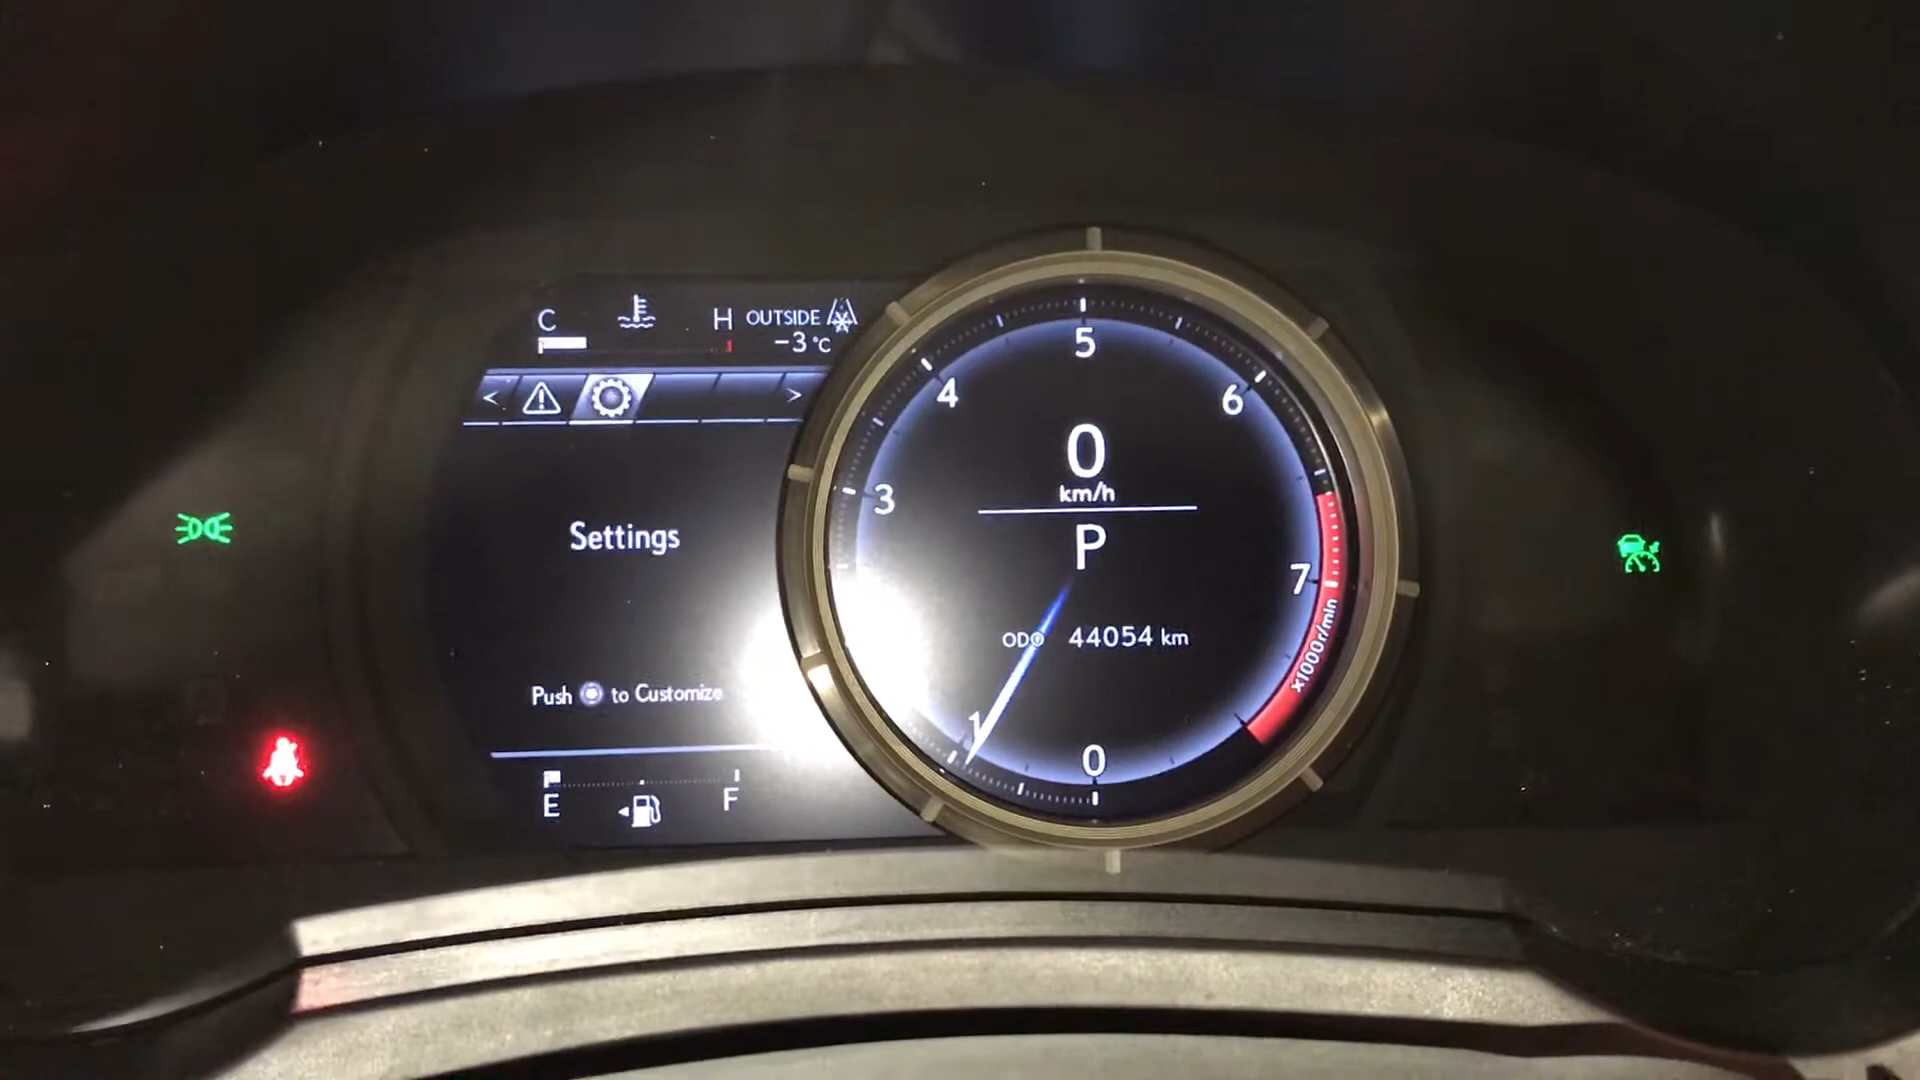 C H OUTSIDE
-3°C
< >
Settings
Push to Customize
E F
5
4 6
3
7
1
0
0
km/h
P
ODO 44054 km
x1000r/min